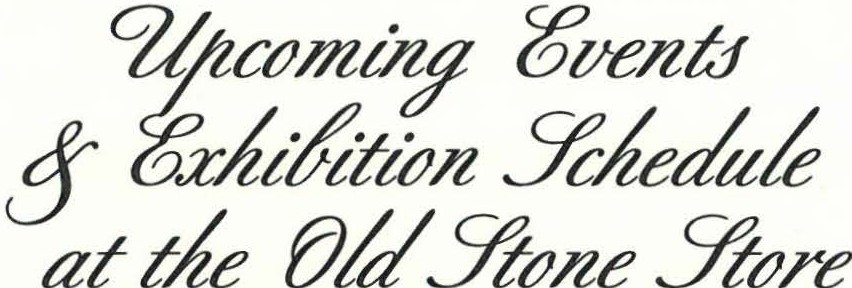 Upcoming Events
& Exhibition Schedule
at the Old Stone Store